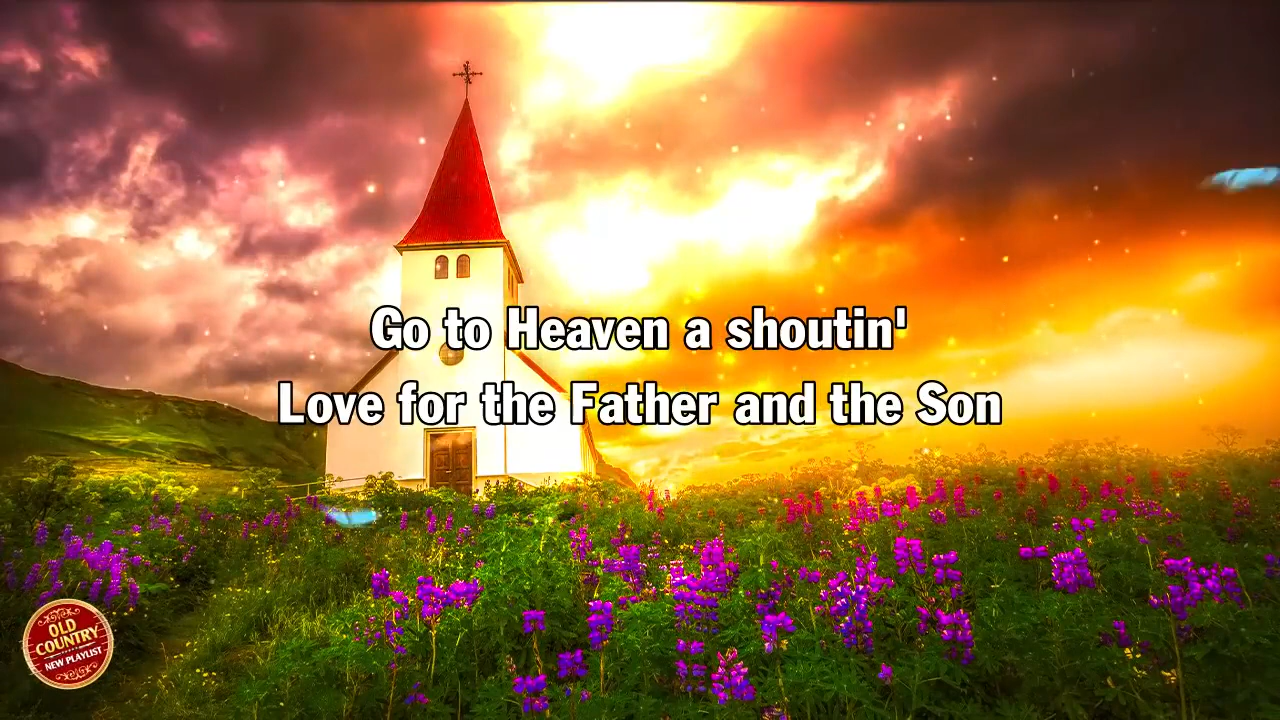 Go to Heaven a shoutin'
Love for the Father and the Son
OLD
COUNTRY
NEW PLAYLIST